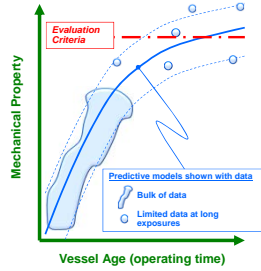 Evaluation
Criteria
Mechanical Property
Predictive models shown with data
Bulk of data
Limited data at long
exposures
Vessel Age (operating time)